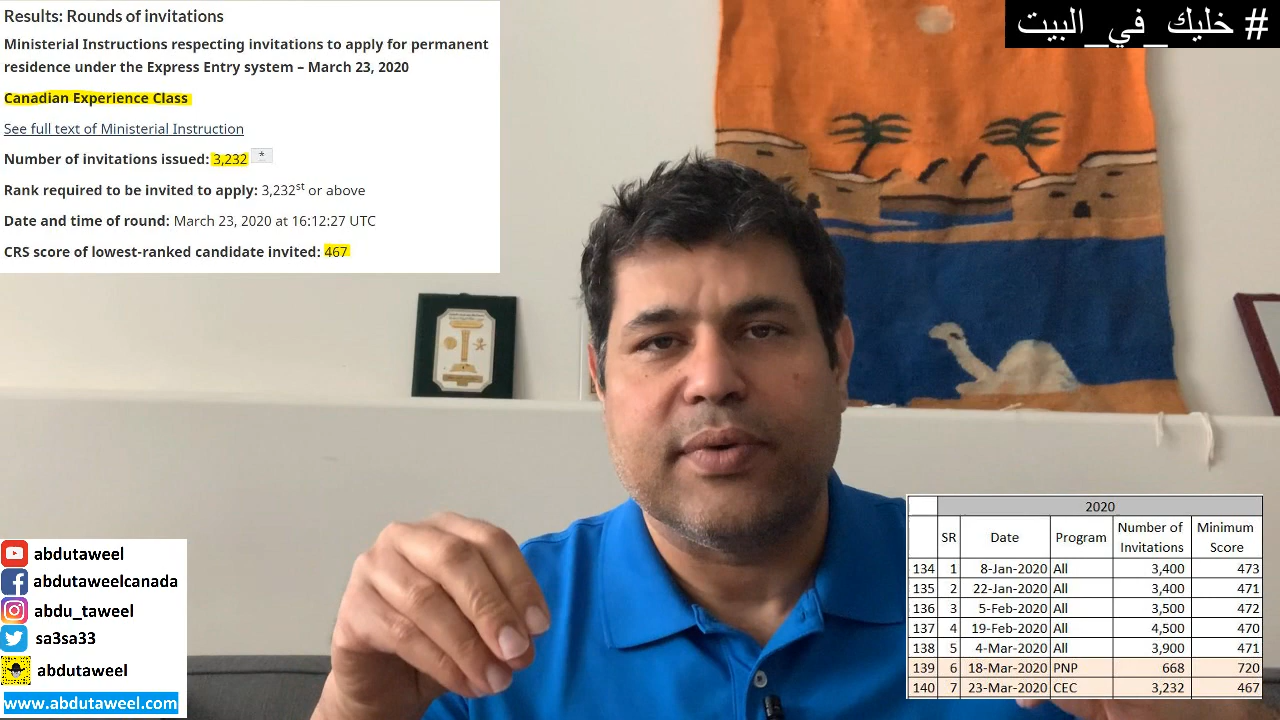 Results: Rounds of invitations
Ministerial Instructions respecting invitations to apply for permanent
residence under the Express Entry system – March 23, 2020
Canadian Experience Class
See full text of Ministerial Instruction
Number of invitations issued: 3,232 *
Rank required to be invited to apply: 3,232st or above
Date and time of round: March 23, 2020 at 16:12:27 UTC
CRS score of lowest-ranked candidate invited: 467
# خليك_في_البيت
abdutaweel
abdutaweelcanada
abdu_taweel
sa3sa33
abdutaweel
www.abdutaweel.com
2020
SR Date Program Number of Invitations Minimum Score
134 1 8-Jan-2020 All 3,400 473
135 2 22-Jan-2020 All 3,400 471
136 3 5-Feb-2020 All 3,500 472
137 4 19-Feb-2020 All 4,500 470
138 5 4-Mar-2020 All 3,900 471
139 6 18-Mar-2020 PNP 668 720
140 7 23-Mar-2020 CEC 3,232 467